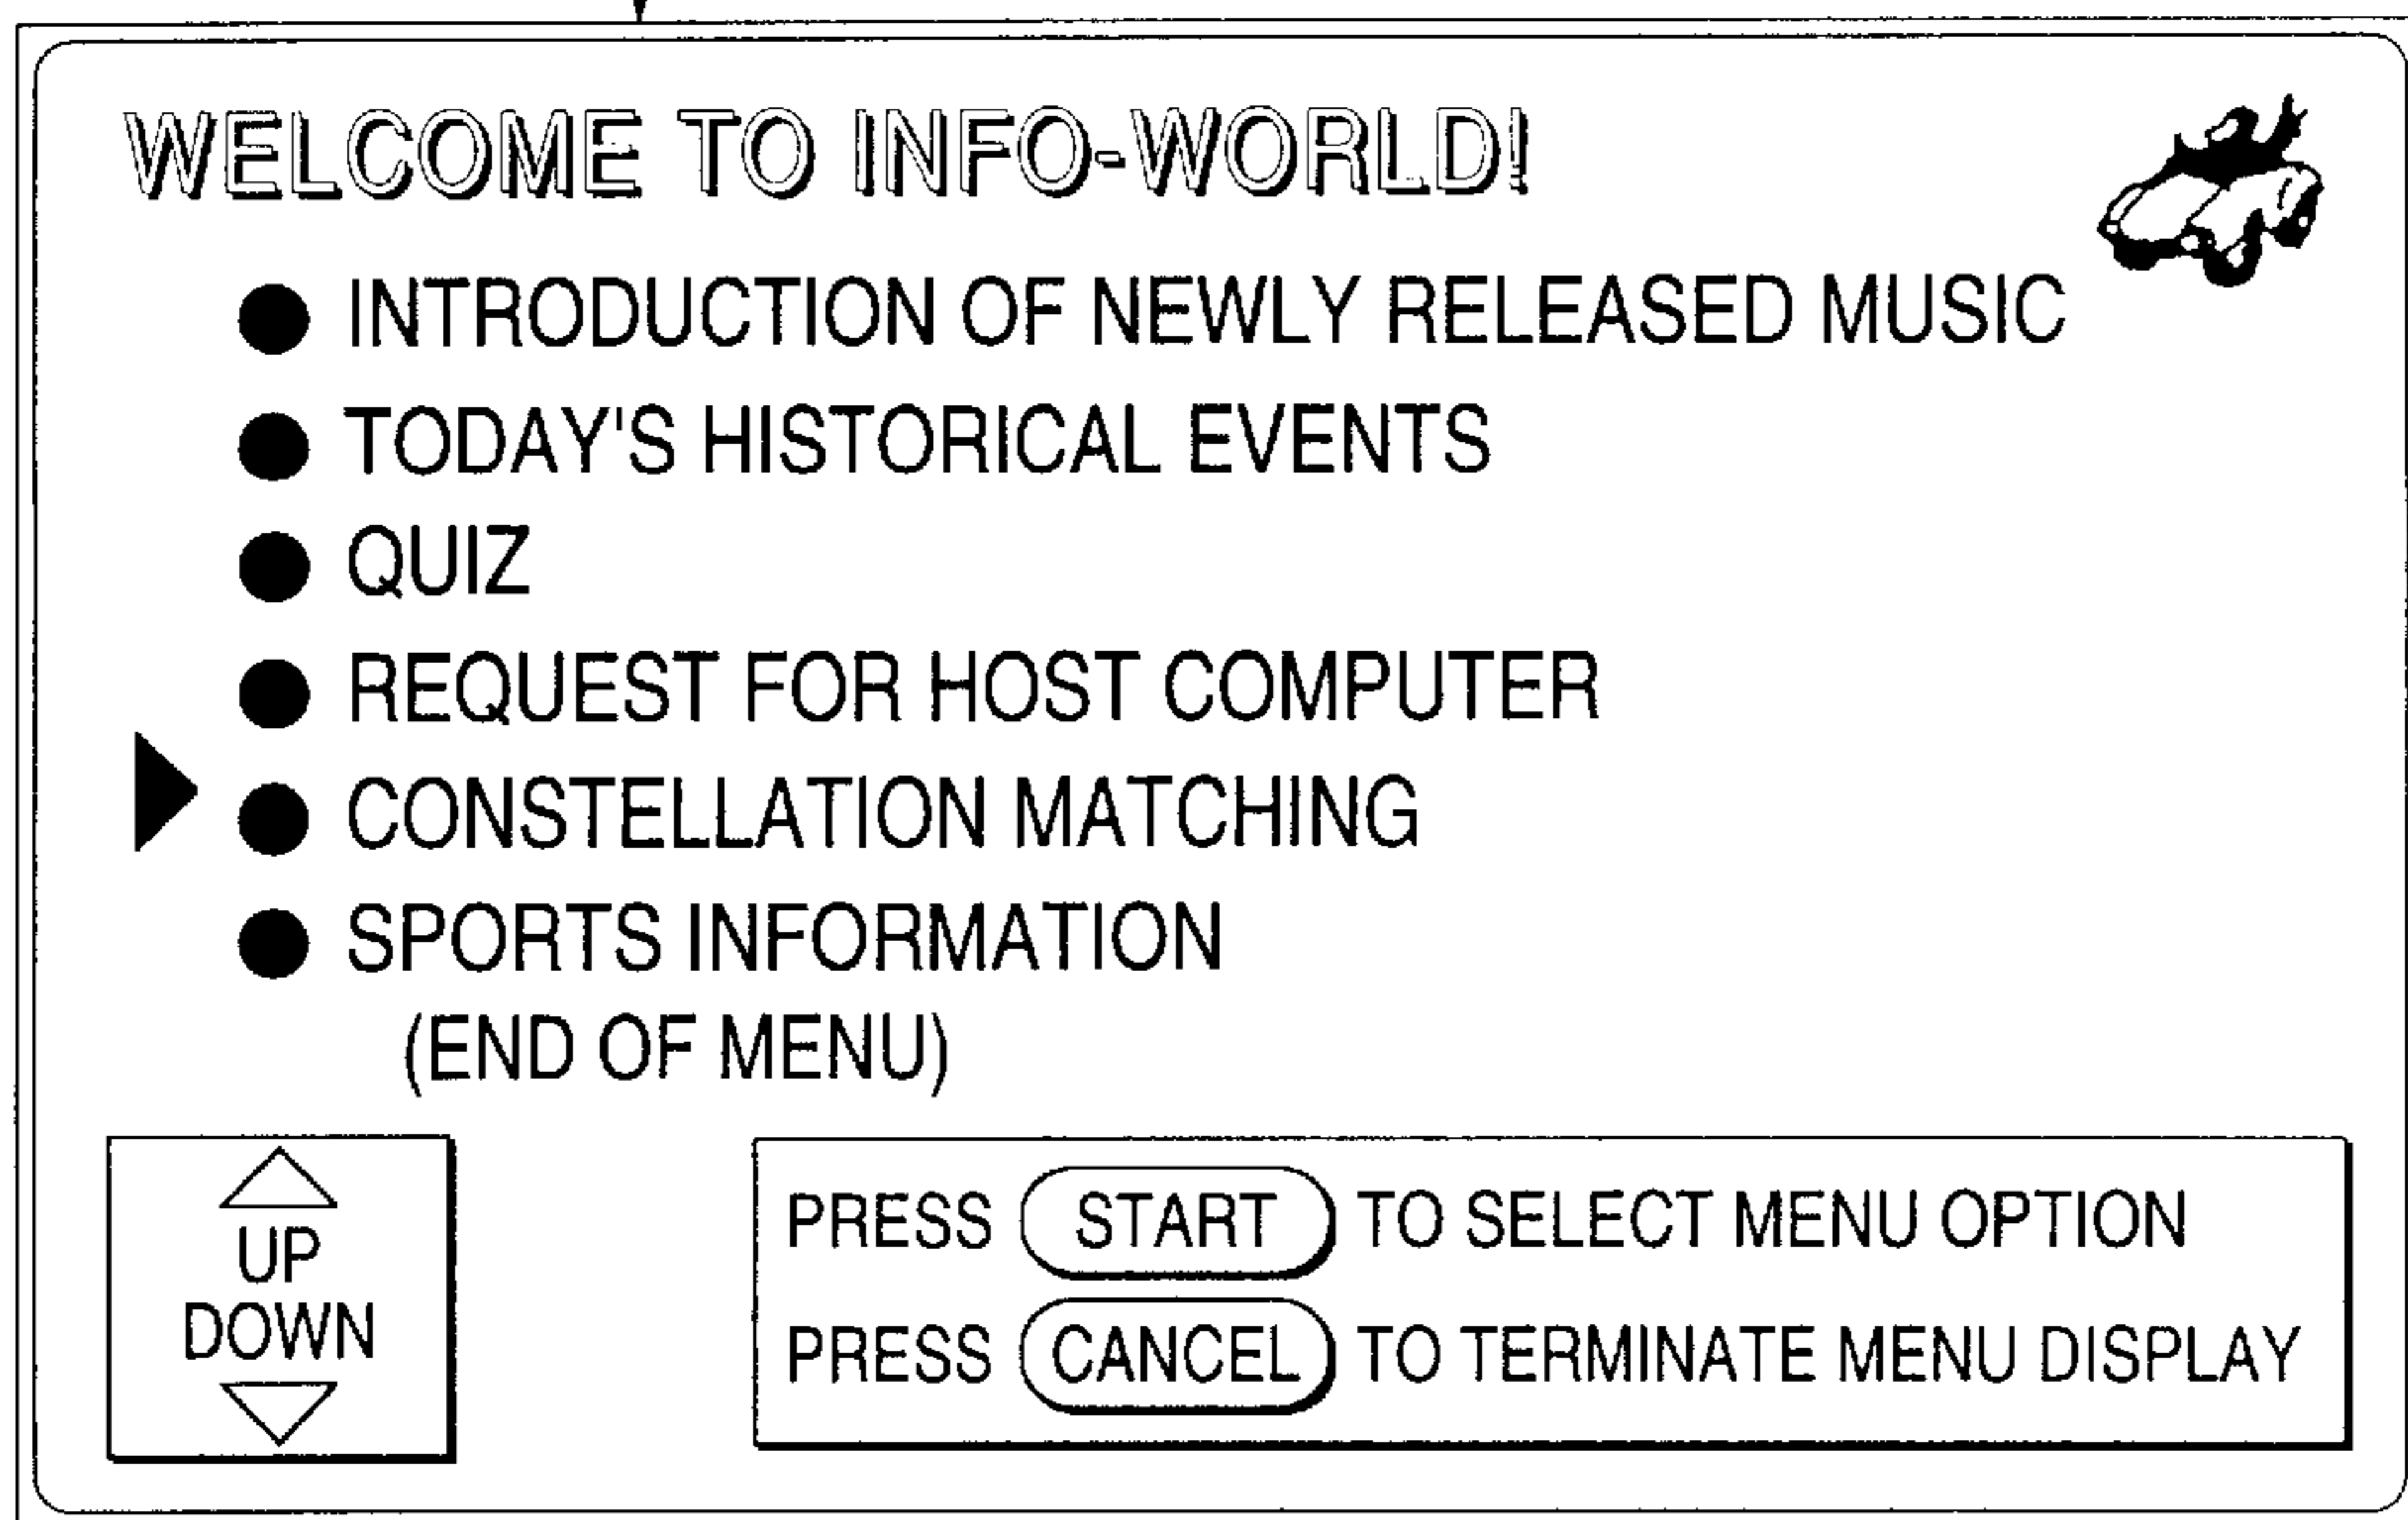 WELCOME TO INFO-WORLD!
● INTRODUCTION OF NEWLY RELEASED MUSIC
● TODAY'S HISTORICAL EVENTS
● QUIZ
● REQUEST FOR HOST COMPUTER
● CONSTELLATION MATCHING
● SPORTS INFORMATION
(END OF MENU)
UP
DOWN
PRESS START TO SELECT MENU OPTION
PRESS CANCEL TO TERMINATE MENU DISPLAY